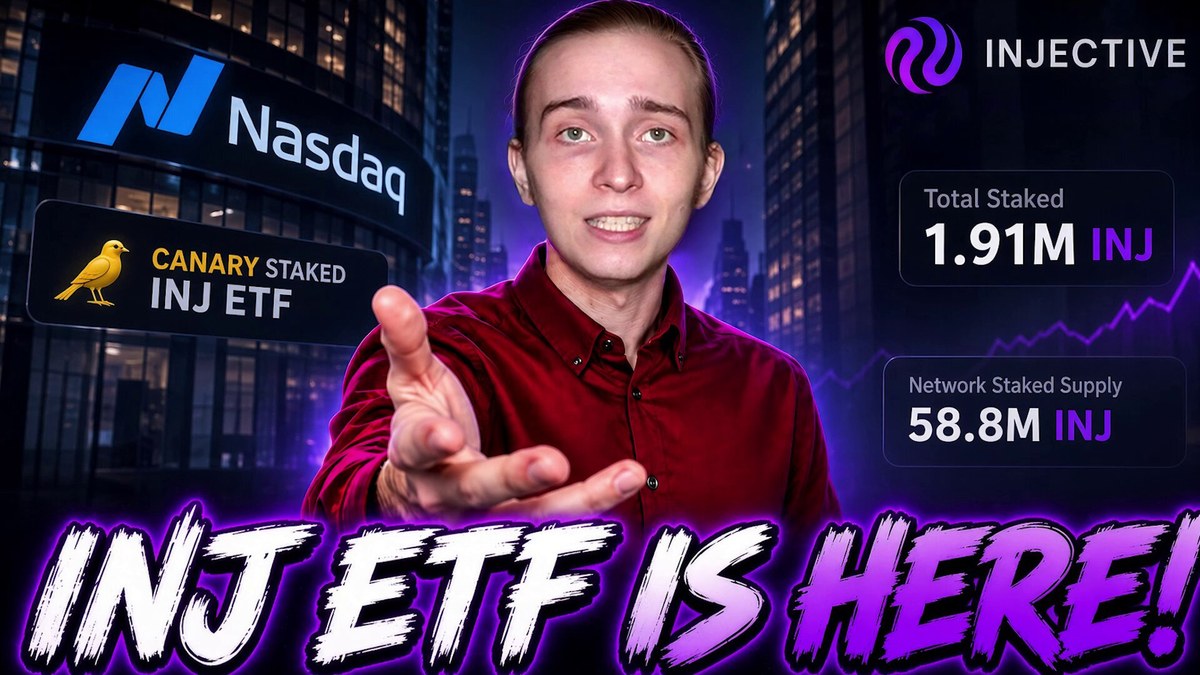 Nasdaq
CANARY STAKED
INJ ETF
INJECTIVE
Total Staked
1.91M INJ
Network Staked Supply
58.8M INJ
INJ ETF IS HERE!